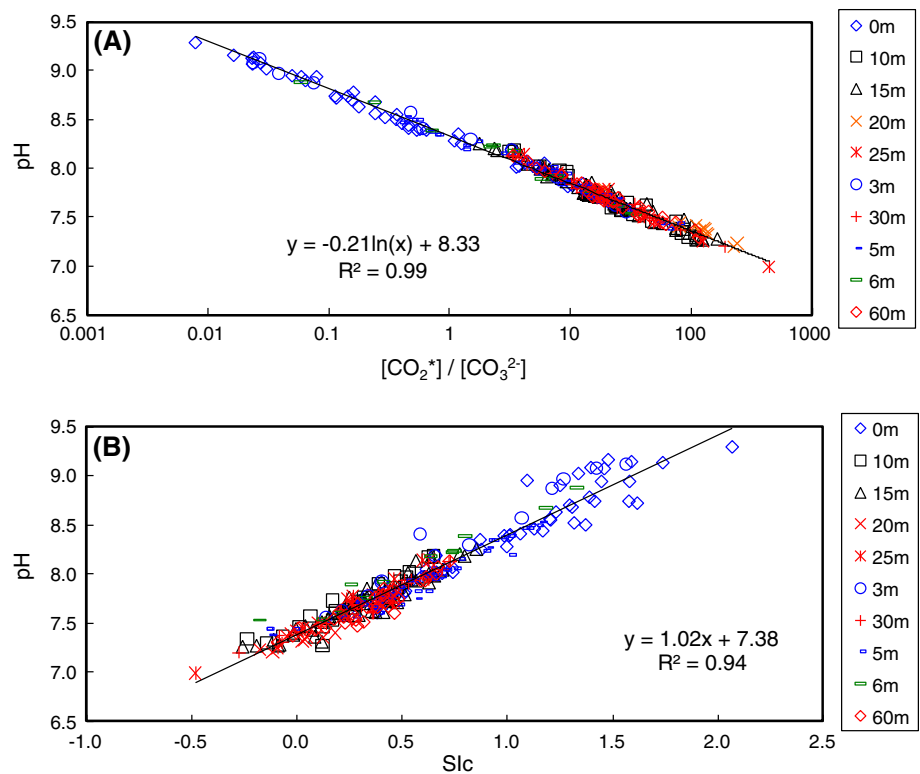 (A)
pH
9.5
9.0
8.5
8.0
7.5
7.0
6.5
y = -0.21ln(x) + 8.33
R² = 0.99
0.001
0.01
0.1
1
10
100
1000
[CO₂*] / [CO₃²⁻]
0m
10m
15m
20m
25m
3m
30m
5m
6m
60m
(B)
pH
9.5
9.0
8.5
8.0
7.5
7.0
6.5
y = 1.02x + 7.38
R² = 0.94
-1.0
-0.5
0.0
0.5
1.0
1.5
2.0
2.5
SIc
0m
10m
15m
20m
25m
3m
30m
5m
6m
60m